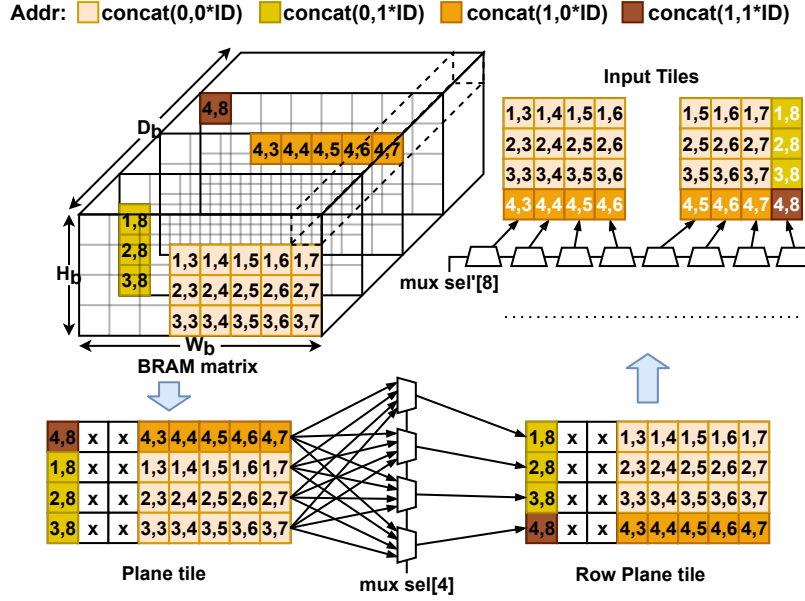 Addr: concat(0,0*ID) concat(0,1*ID) concat(1,0*ID) concat(1,1*ID)
Input Tiles
4,8
D_b
4,3 4,4 4,5 4,6 4,7
1,8
2,8
3,8
H_b
1,3 1,4 1,5 1,6 1,7
2,3 2,4 2,5 2,6 2,7
3,3 3,4 3,5 3,6 3,7
W_b
BRAM matrix
1,3 1,4 1,5 1,6
2,3 2,4 2,5 2,6
3,3 3,4 3,5 3,6
4,3 4,4 4,5 4,6
1,5 1,6 1,7 1,8
2,5 2,6 2,7 2,8
3,5 3,6 3,7 3,8
4,5 4,6 4,7 4,8
mux sel'[8]
4,8 x x 4,3 4,4 4,5 4,6 4,7
1,8 x x 1,3 1,4 1,5 1,6 1,7
2,8 x x 2,3 2,4 2,5 2,6 2,7
3,8 x x 3,3 3,4 3,5 3,6 3,7
Plane tile
mux sel[4]
1,8 x x 1,3 1,4 1,5 1,6 1,7
2,8 x x 2,3 2,4 2,5 2,6 2,7
3,8 x x 3,3 3,4 3,5 3,6 3,7
4,8 x x 4,3 4,4 4,5 4,6 4,7
Row Plane tile